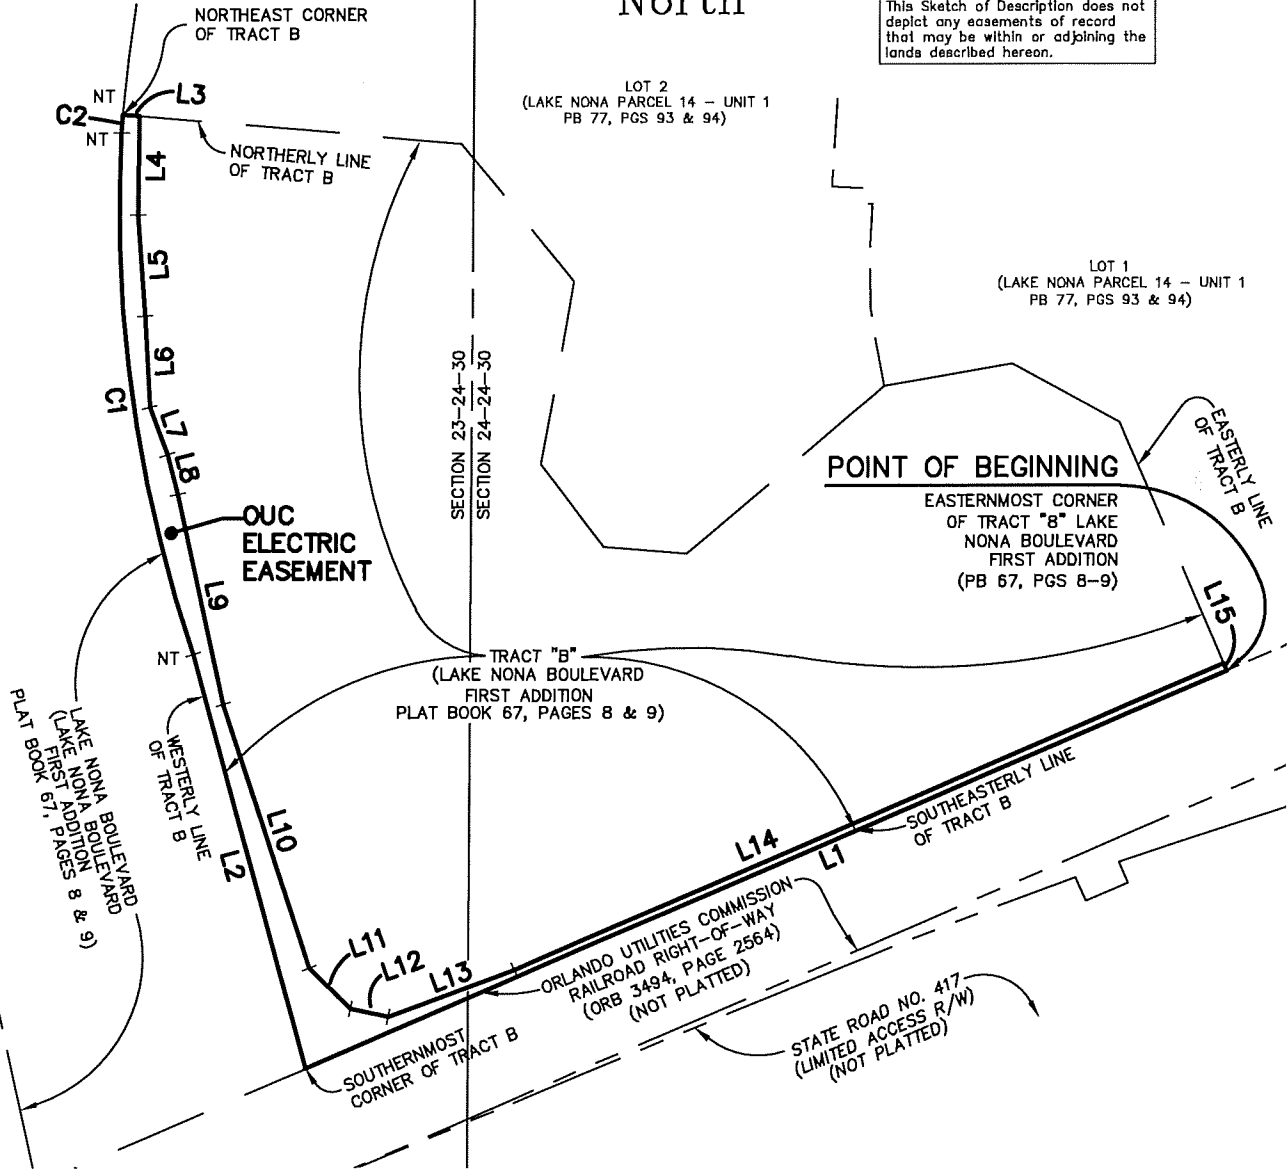 North
This Sketch of Description does not
depict any easements of record
that may be within or adjoining the
lands described hereon.
NORTHEAST CORNER
OF TRACT B
NT
C2
L3
NT
NORTHERLY LINE
OF TRACT B
LOT 2
(LAKE NONA PARCEL 14 - UNIT 1
PB 77, PGS 93 & 94)
L4
L5
L6
C1
L7
L8
LOT 1
(LAKE NONA PARCEL 14 - UNIT 1
PB 77, PGS 93 & 94)
SECTION 23-24-30
SECTION 24-24-30
EASTERLY LINE
OF TRACT B
POINT OF BEGINNING
EASTERNMOST CORNER
OF TRACT "8" LAKE
NONA BOULEVARD
FIRST ADDITION
(PB 67, PGS 8-9)
OUC
ELECTRIC
EASEMENT
L9
L15
NT
TRACT "B"
(LAKE NONA BOULEVARD
FIRST ADDITION
PLAT BOOK 67, PAGES 8 & 9)
LAKE NONA BOULEVARD
(LAKE NONA BOULEVARD
FIRST ADDITION
PLAT BOOK 67, PAGES 8 & 9)
WESTERLY LINE
OF TRACT B
L10
L2
SOUTHEASTERLY LINE
OF TRACT B
L14
L1
L11
L12
L13
ORLANDO UTILITIES COMMISSION
RAILROAD RIGHT-OF-WAY
(ORB 3494, PAGE 2564)
(NOT PLATTED)
STATE ROAD NO. 417
(LIMITED ACCESS R/W)
(NOT PLATTED)
SOUTHERNMOST
CORNER OF TRACT B